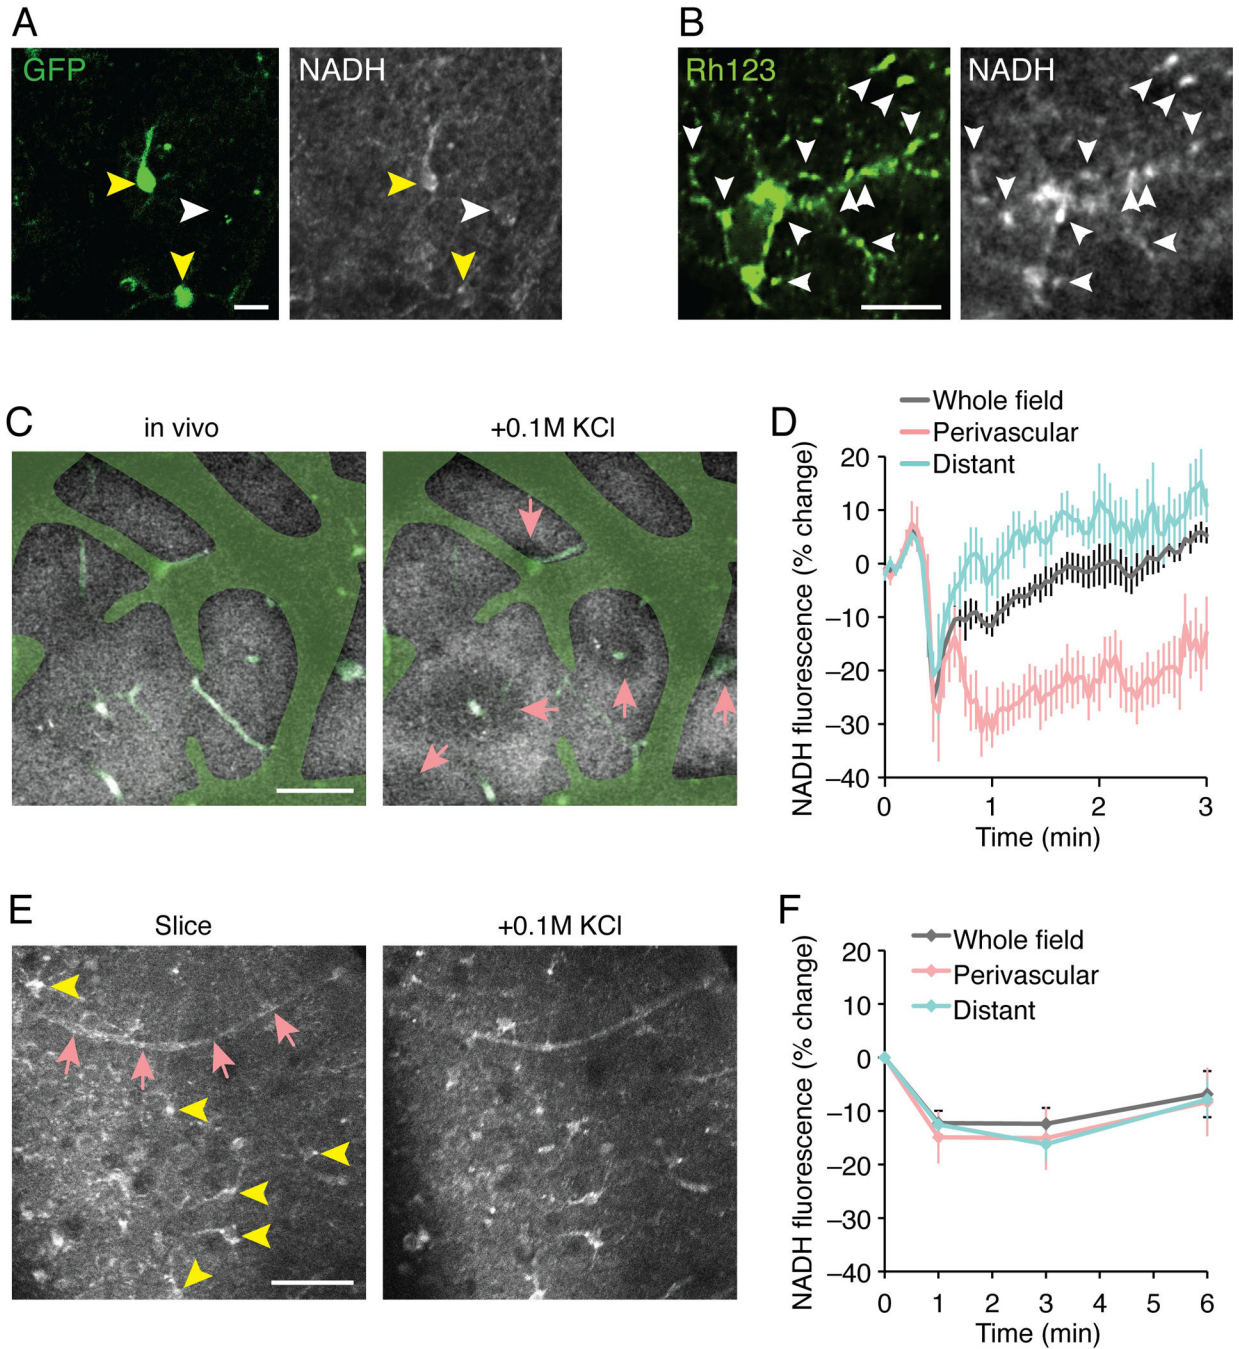 A
GFP
NADH
B
Rh123
NADH
C
in vivo
+0.1M KCl
D
Whole field
Perivascular
Distant
NADH fluorescence (% change)
20
10
0
–10
–20
–30
–40
0
1
2
3
Time (min)
E
Slice
+0.1M KCl
F
Whole field
Perivascular
Distant
NADH fluorescence (% change)
20
10
0
–10
–20
–30
–40
0
1
2
3
4
5
6
Time (min)